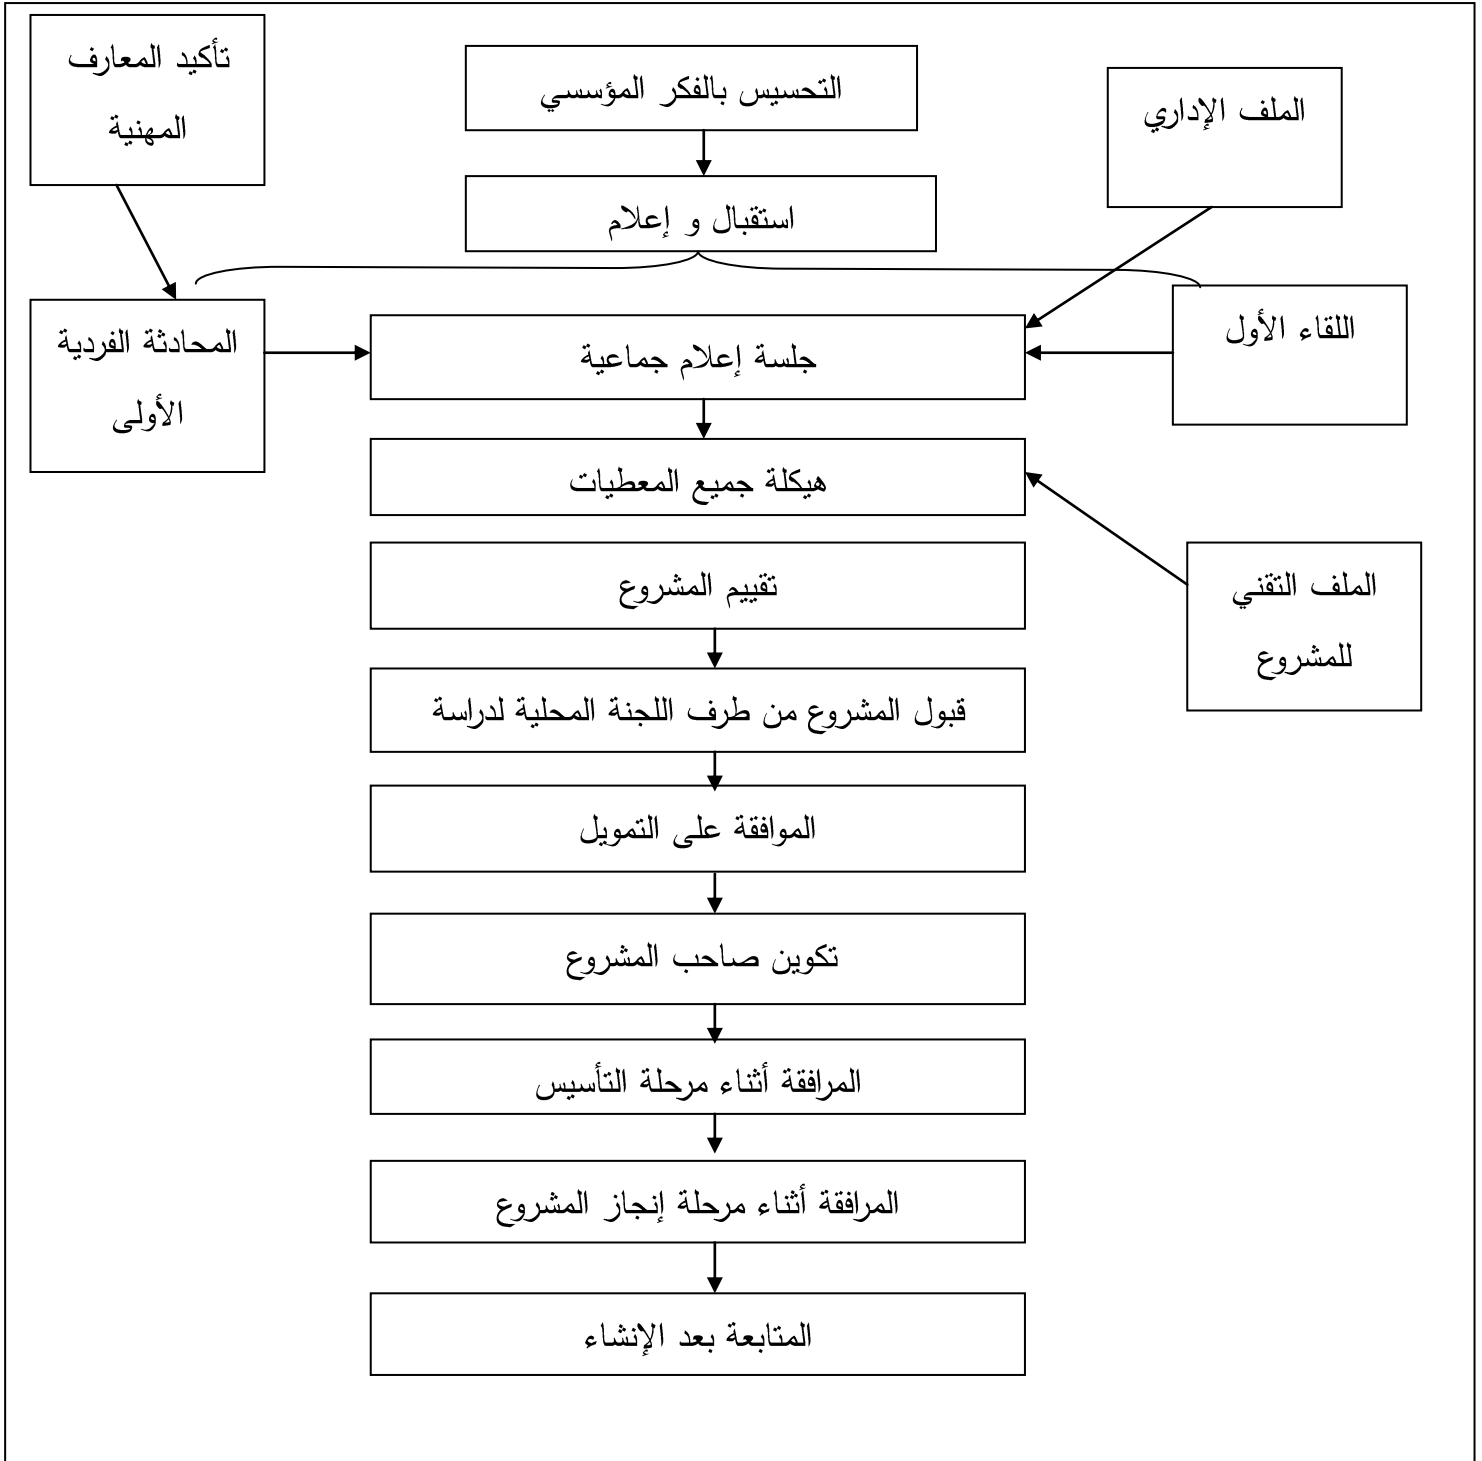 التحسيس بالفكر المؤسسي
تأكيد المعارف
المهنية
الملف الإداري
استقبال و إعلام
اللقاء الأول
جلسة إعلام جماعية
المحادثة الفردية
الأولى
هيكلة جميع المعطيات
الملف التقني
للمشروع
تقييم المشروع
قبول المشروع من طرف اللجنة المحلية لدراسة
الموافقة على التمويل
تكوين صاحب المشروع
المرافقة أثناء مرحلة التأسيس
المرافقة أثناء مرحلة إنجاز المشروع
المتابعة بعد الإنشاء